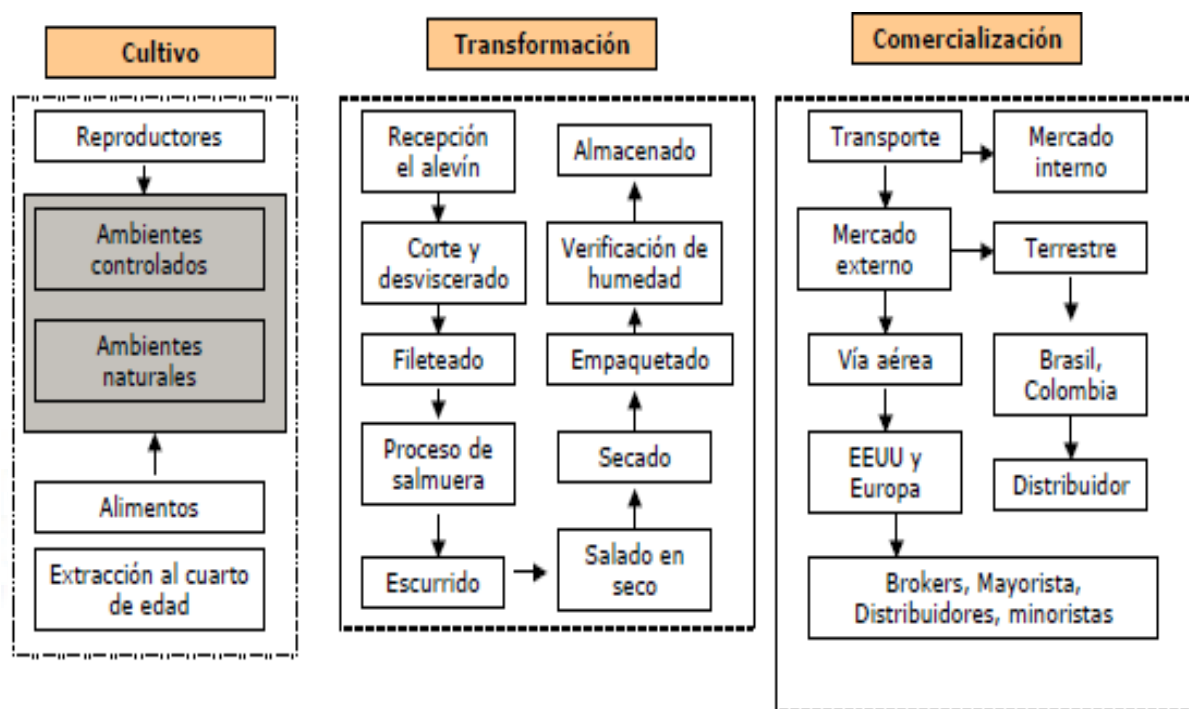 Cultivo
Reproductores
Ambientes
controlados
Ambientes
naturales
Alimentos
Extracción al cuarto
de edad
Transformación
Recepción
el alevín
Corte y
desviscerado
Fileteado
Proceso de
salmuera
Escurrido
Salado en
seco
Secado
Empaquetado
Verificación de
humedad
Almacenado
Comercialización
Transporte
Mercado
interno
Mercado
externo
Terrestre
Vía aérea
Brasil,
Colombia
EEUU y
Europa
Distribuidor
Brokers, Mayorista,
Distribuidores, minoristas